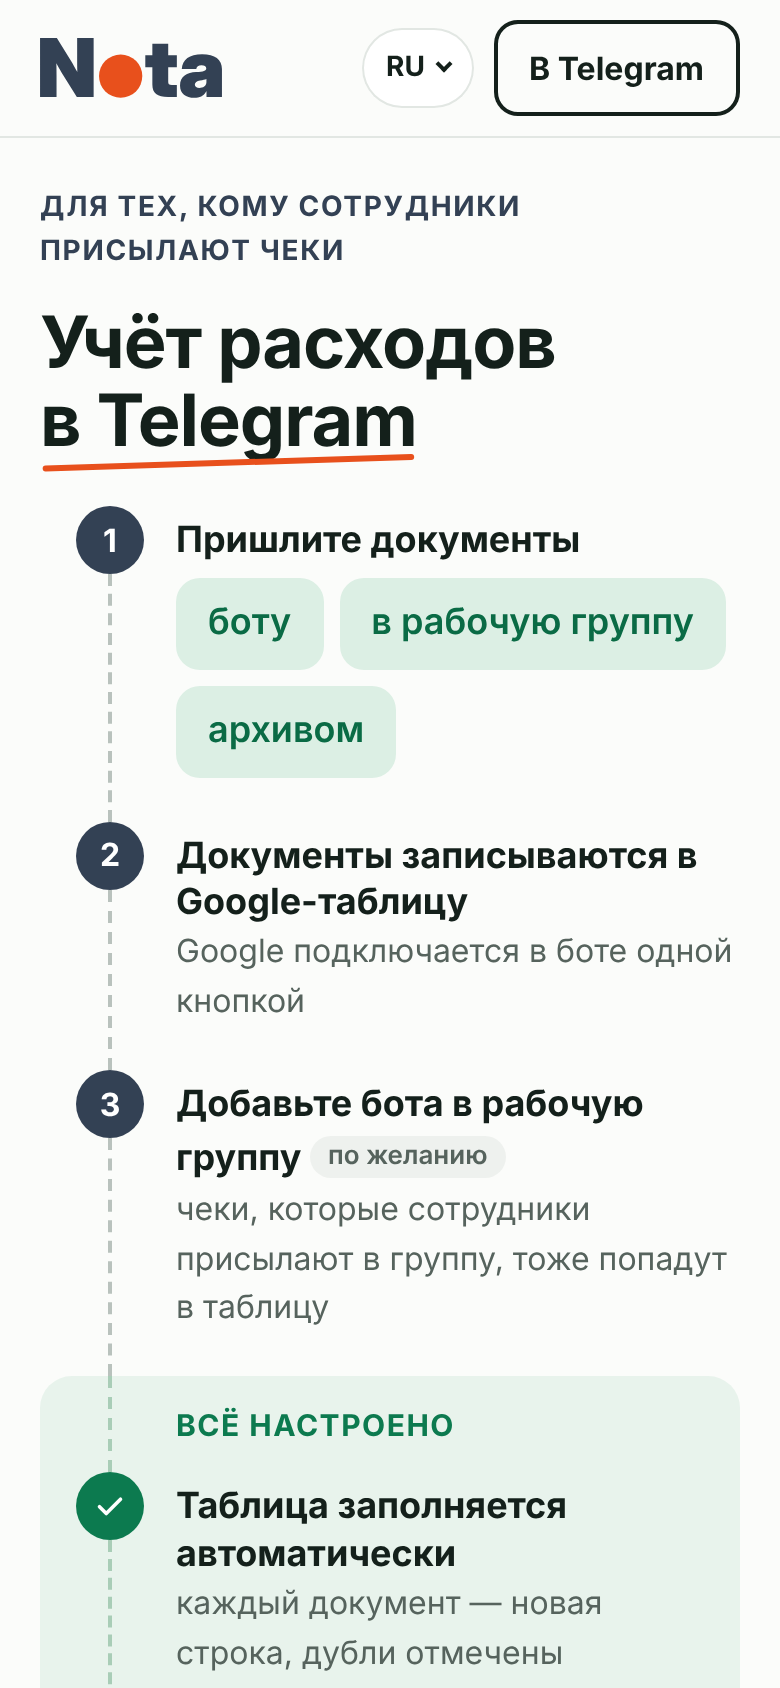 Nota
RU
В Telegram
ДЛЯ ТЕХ, КОМУ СОТРУДНИКИ
ПРИСЫЛАЮТ ЧЕКИ
Учёт расходов
в Telegram
1
Пришлите документы
боту
в рабочую группу
архивом
2
Документы записываются в
Google-таблицу
Google подключается в боте одной
кнопкой
3
Добавьте бота в рабочую
группу по желанию
чеки, которые сотрудники
присылают в группу, тоже попадут
в таблицу
ВСЁ НАСТРОЕНО
Таблица заполняется
автоматически
каждый документ — новая
строка, дубли отмечены